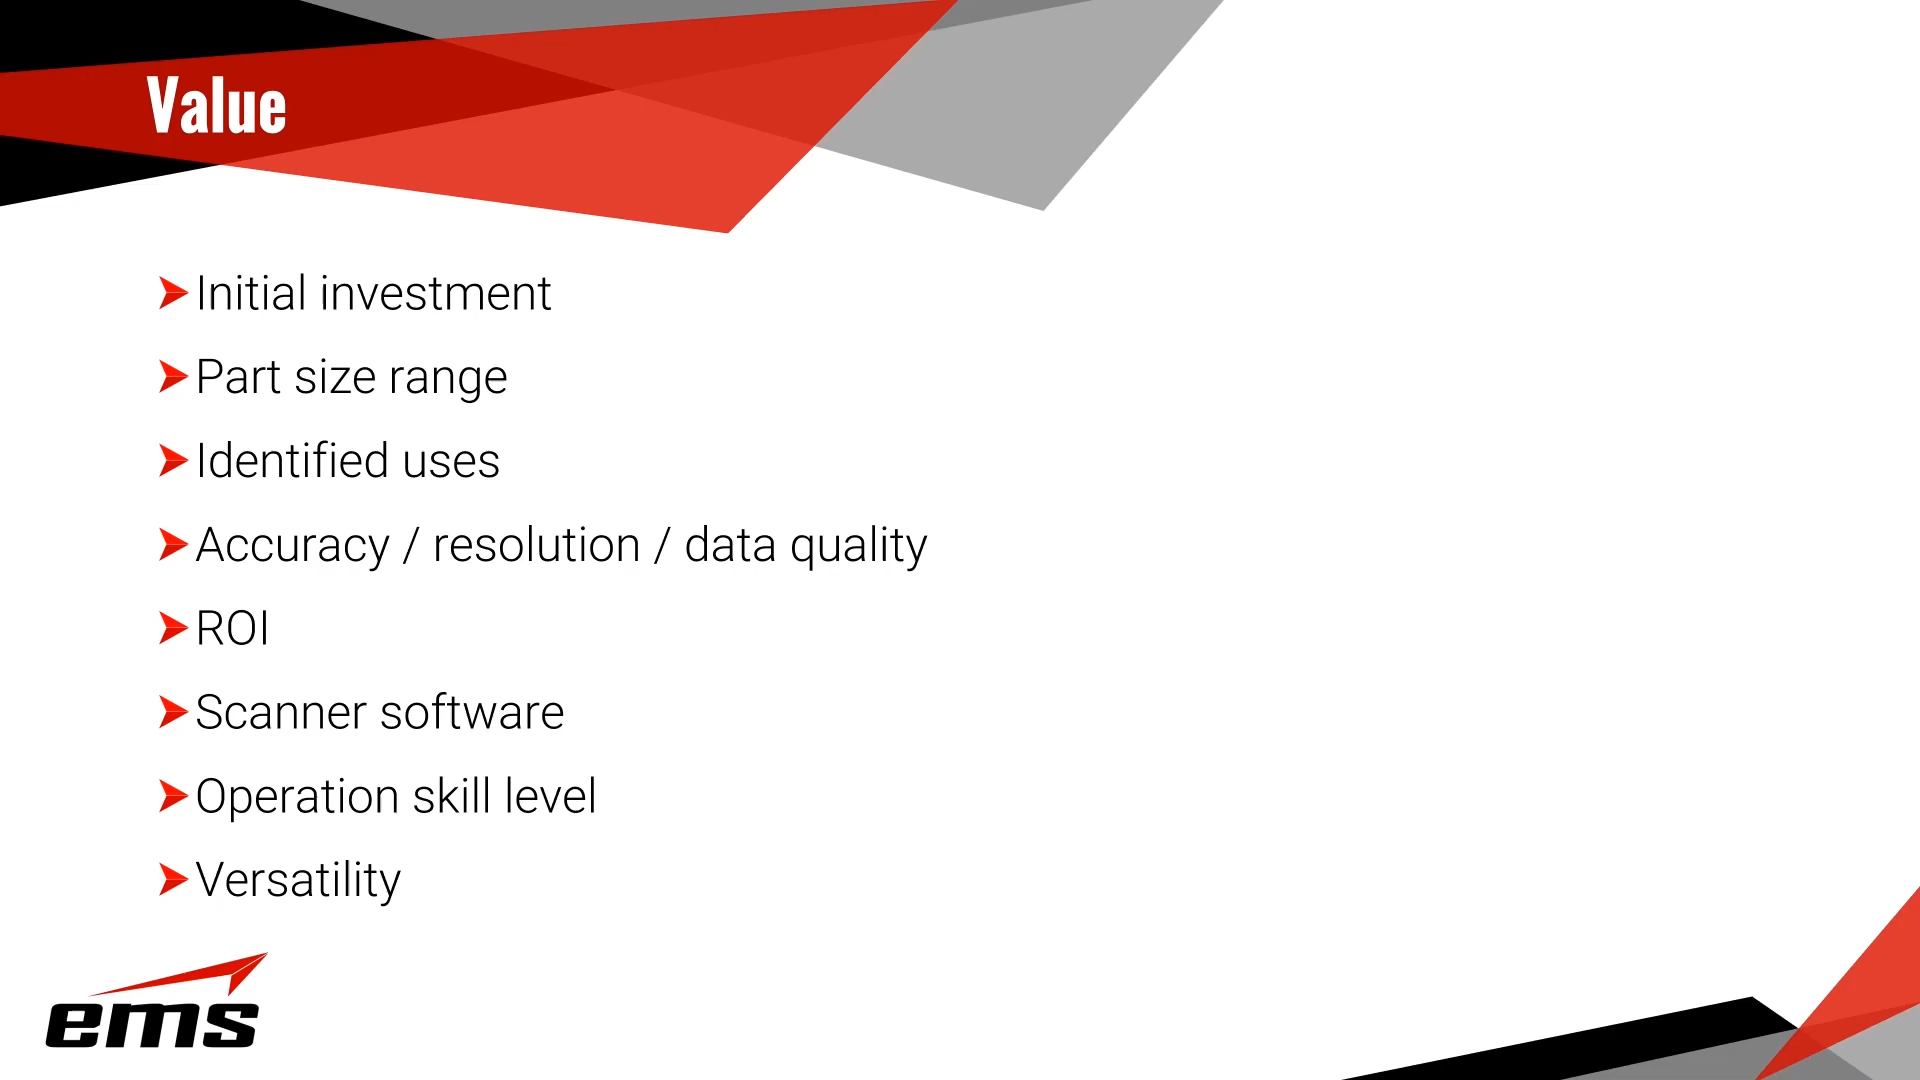 Value
Initial investment
Part size range
Identified uses
Accuracy / resolution / data quality
ROI
Scanner software
Operation skill level
Versatility
ems